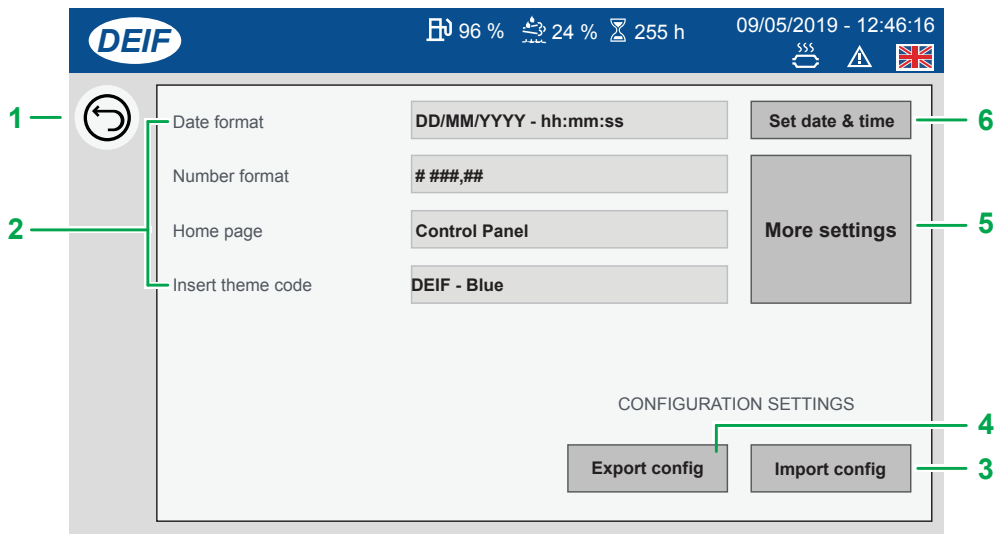 DEIF
96 % 24 % 255 h
09/05/2019 - 12:46:16
1
Date format DD/MM/YYYY - hh:mm:ss Set date & time 6
Number format # ###,##
2 Home page Control Panel More settings 5
Insert theme code DEIF - Blue
CONFIGURATION SETTINGS
4
Export config Import config 3